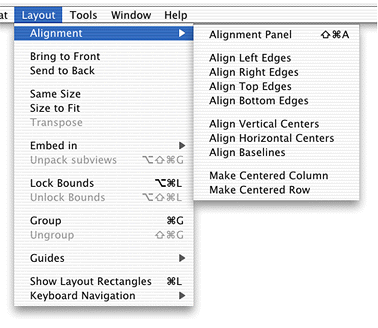 at Layout Tools Window Help
Alignment ▶
Bring to Front
Send to Back
Same Size
Size to Fit
Transpose
Embed in ▶
Unpack subviews ⌥⇧⌘G
Lock Bounds ⌥⌘L
Unlock Bounds ⌥⇧⌘L
Group ⌘G
Ungroup ⇧⌘G
Guides ▶
Show Layout Rectangles ⌘L
Keyboard Navigation ▶
Alignment Panel ⇧⌘A
Align Left Edges
Align Right Edges
Align Top Edges
Align Bottom Edges
Align Vertical Centers
Align Horizontal Centers
Align Baselines
Make Centered Column
Make Centered Row